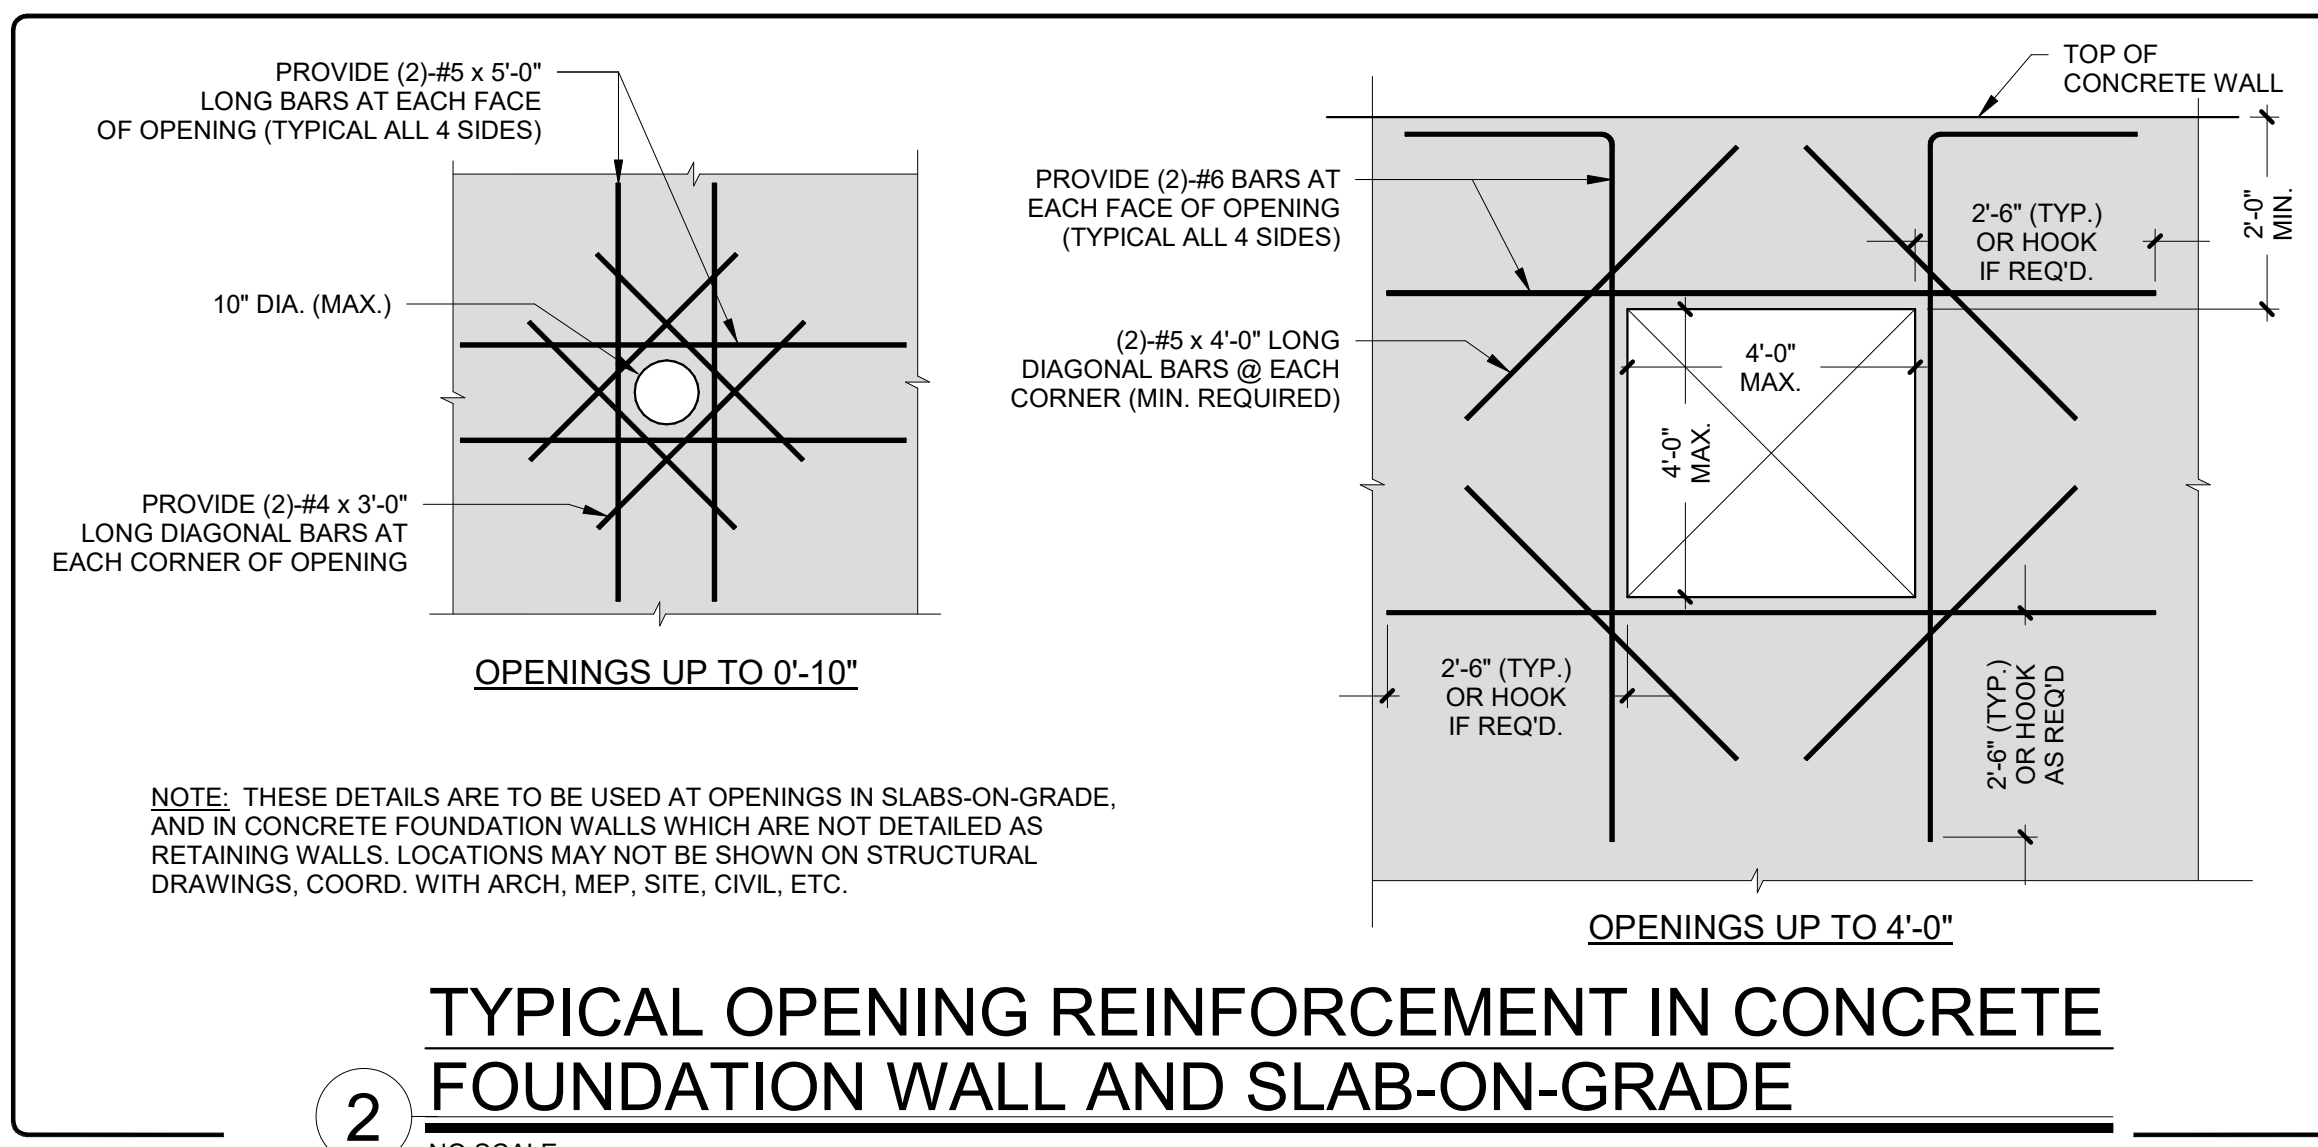 PROVIDE (2)-#5 x 5'-0"
LONG BARS AT EACH FACE
OF OPENING (TYPICAL ALL 4 SIDES)
10" DIA. (MAX.)
PROVIDE (2)-#4 x 3'-0"
LONG DIAGONAL BARS AT
EACH CORNER OF OPENING
OPENINGS UP TO 0'-10"
TOP OF
CONCRETE WALL
PROVIDE (2)-#6 BARS AT
EACH FACE OF OPENING
(TYPICAL ALL 4 SIDES)
2'-6" (TYP.)
OR HOOK
IF REQ'D.
2'-0"
MIN.
(2)-#5 x 4'-0" LONG
DIAGONAL BARS @ EACH
CORNER (MIN. REQUIRED)
4'-0"
MAX.
4'-0"
MAX.
2'-6" (TYP.)
OR HOOK
IF REQ'D.
2'-6" (TYP.)
OR HOOK
AS REQ'D
OPENINGS UP TO 4'-0"
NOTE: THESE DETAILS ARE TO BE USED AT OPENINGS IN SLABS-ON-GRADE,
AND IN CONCRETE FOUNDATION WALLS WHICH ARE NOT DETAILED AS
RETAINING WALLS. LOCATIONS MAY NOT BE SHOWN ON STRUCTURAL
DRAWINGS, COORD. WITH ARCH, MEP, SITE, CIVIL, ETC.
TYPICAL OPENING REINFORCEMENT IN CONCRETE
FOUNDATION WALL AND SLAB-ON-GRADE
2
NO SCALE